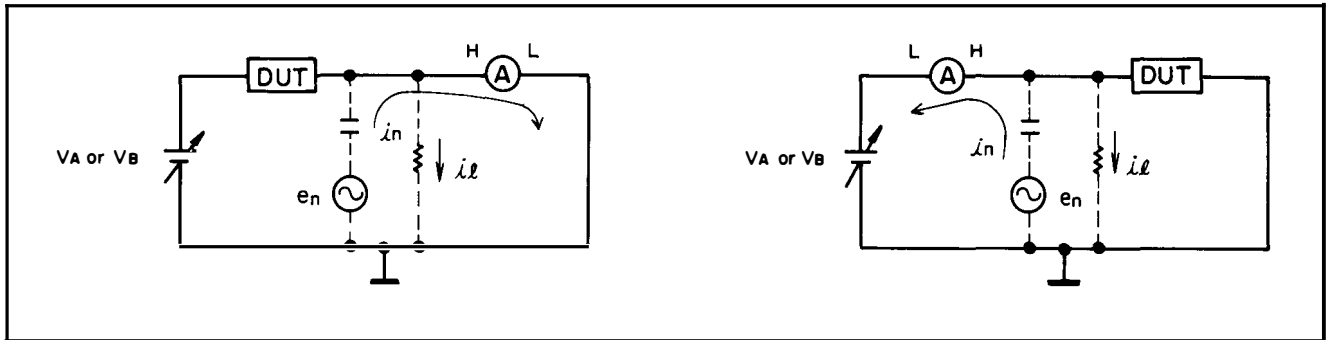 H L
DUT
A
in
VA or VB
il
en
L H
A
DUT
in
VA or VB
il
en